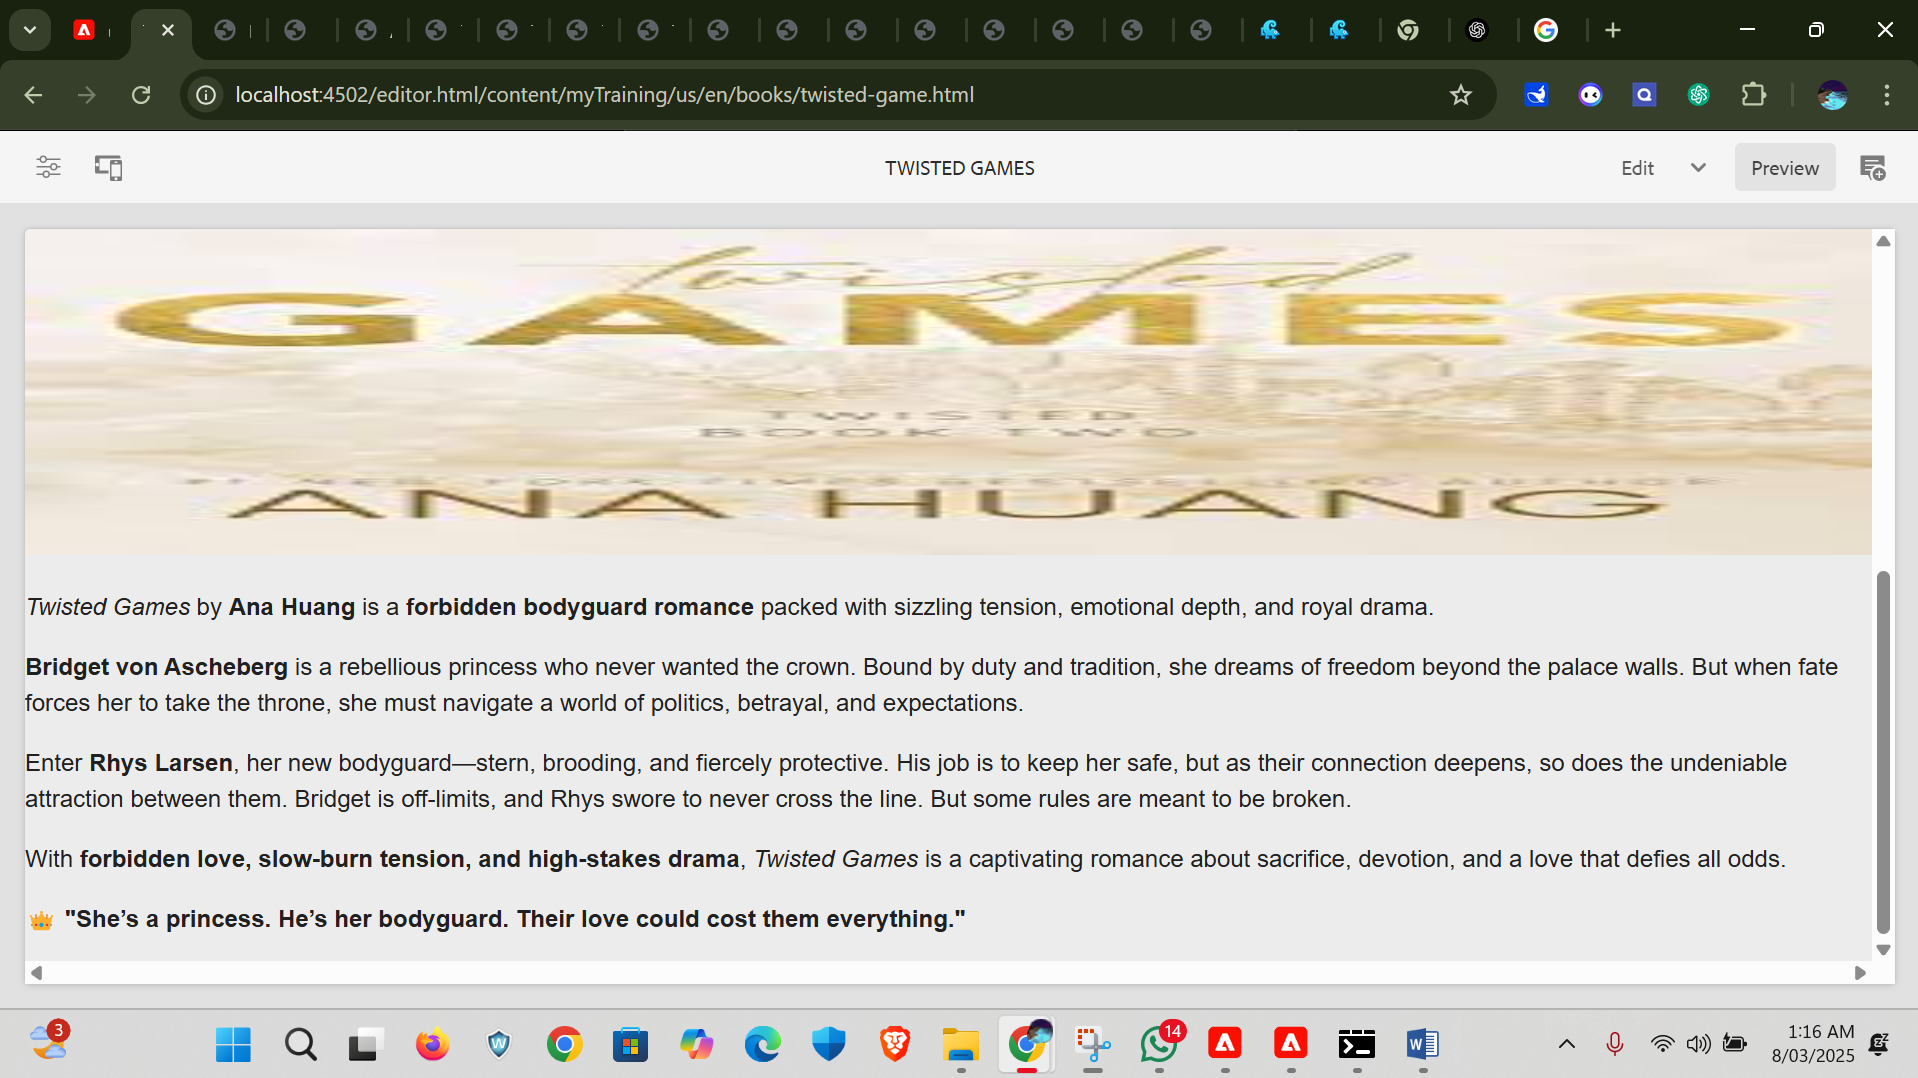 localhost:4502/editor.html/content/myTraining/us/en/books/twisted-game.html
TWISTED GAMES
Edit
Preview
twisted
GAMES
TWISTED
BOOK TWO
#1 NEW YORK TIMES BESTSELLING AUTHOR
ANA HUANG
Twisted Games by Ana Huang is a forbidden bodyguard romance packed with sizzling tension, emotional depth, and royal drama.
Bridget von Ascheberg is a rebellious princess who never wanted the crown. Bound by duty and tradition, she dreams of freedom beyond the palace walls. But when fate
forces her to take the throne, she must navigate a world of politics, betrayal, and expectations.
Enter Rhys Larsen, her new bodyguard—stern, brooding, and fiercely protective. His job is to keep her safe, but as their connection deepens, so does the undeniable
attraction between them. Bridget is off-limits, and Rhys swore to never cross the line. But some rules are meant to be broken.
With forbidden love, slow-burn tension, and high-stakes drama, Twisted Games is a captivating romance about sacrifice, devotion, and a love that defies all odds.
👑 "She’s a princess. He’s her bodyguard. Their love could cost them everything."
3
14
1:16 AM
8/03/2025